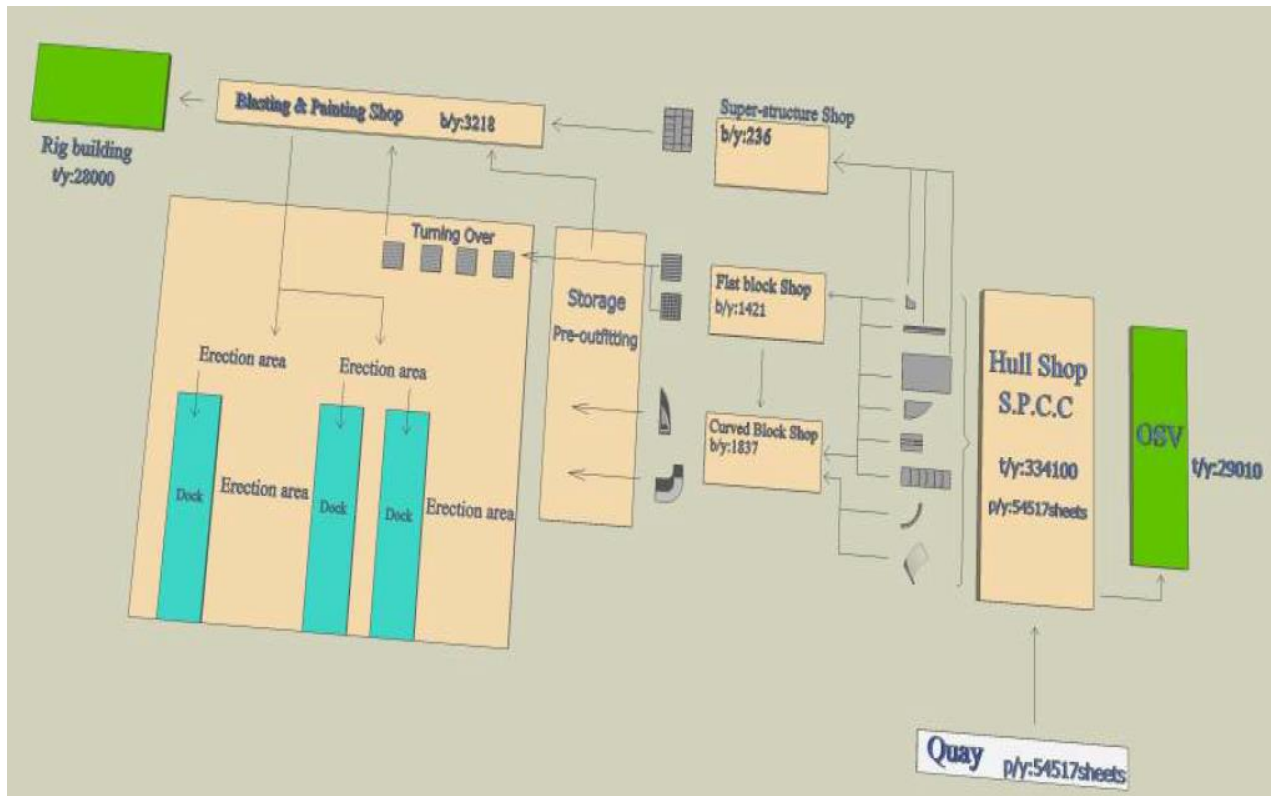 Blasting & Painting Shop b/y:3218
Rig building
t/y:28000
Super-structure Shop
b/y:236
Turning Over
Storage
Pre-outfitting
Flat block Shop
b/y:1421
Curved Block Shop
b/y:1837
Hull Shop
S.P.C.C
t/y:334100
p/y:54517sheets
OSV
t/y:29010
Erection area
Erection area
Dock
Erection area
Dock
Dock
Erection area
Quay p/y:54517sheets